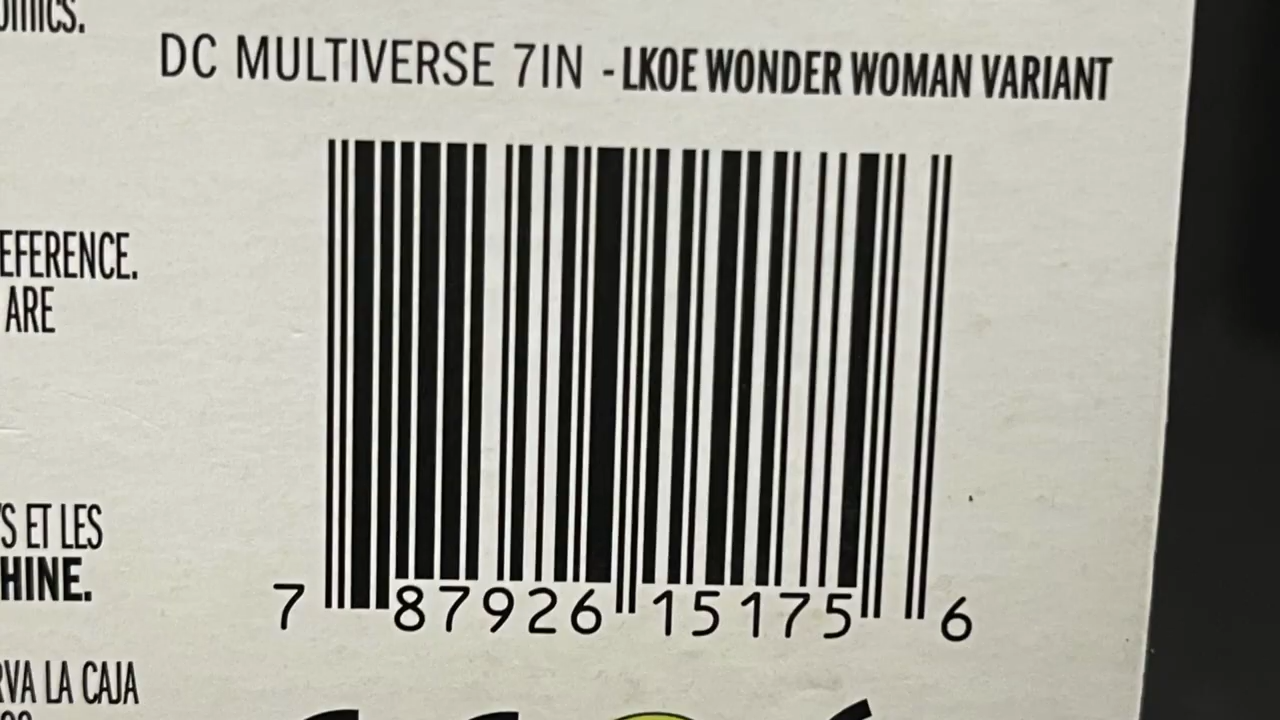 DC MULTIVERSE 7IN - LKOE WONDER WOMAN VARIANT
EFERENCE.
ARE
S ET LES
HINE.
RVA LA CAJA
7 87926 15175 6